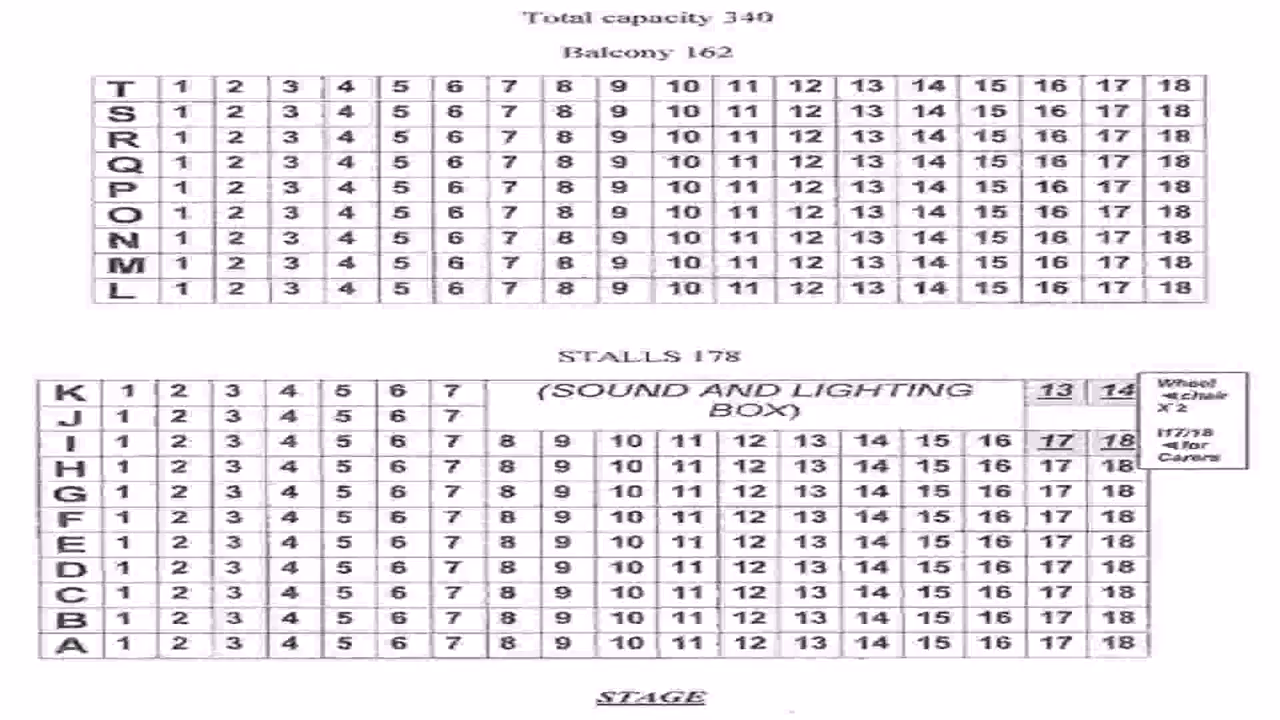 Total capacity 340
Balcony 162
T 1 2 3 4 5 6 7 8 9 10 11 12 13 14 15 16 17 18
S 1 2 3 4 5 6 7 8 9 10 11 12 13 14 15 16 17 18
R 1 2 3 4 5 6 7 8 9 10 11 12 13 14 15 16 17 18
Q 1 2 3 4 5 6 7 8 9 10 11 12 13 14 15 16 17 18
P 1 2 3 4 5 6 7 8 9 10 11 12 13 14 15 16 17 18
O 1 2 3 4 5 6 7 8 9 10 11 12 13 14 15 16 17 18
N 1 2 3 4 5 6 7 8 9 10 11 12 13 14 15 16 17 18
M 1 2 3 4 5 6 7 8 9 10 11 12 13 14 15 16 17 18
L 1 2 3 4 5 6 7 8 9 10 11 12 13 14 15 16 17 18
STALLS 178
K 1 2 3 4 5 6 7 (SOUND AND LIGHTING 13 14
J 1 2 3 4 5 6 7 BOX)
I 1 2 3 4 5 6 7 8 9 10 11 12 13 14 15 16 17 18
H 1 2 3 4 5 6 7 8 9 10 11 12 13 14 15 16 17 18
G 1 2 3 4 5 6 7 8 9 10 11 12 13 14 15 16 17 18
F 1 2 3 4 5 6 7 8 9 10 11 12 13 14 15 16 17 18
E 1 2 3 4 5 6 7 8 9 10 11 12 13 14 15 16 17 18
D 1 2 3 4 5 6 7 8 9 10 11 12 13 14 15 16 17 18
C 1 2 3 4 5 6 7 8 9 10 11 12 13 14 15 16 17 18
B 1 2 3 4 5 6 7 8 9 10 11 12 13 14 15 16 17 18
A 1 2 3 4 5 6 7 8 9 10 11 12 13 14 15 16 17 18
Wheel
◄chair
X 2
I17/18
◄for
Carers
STAGE